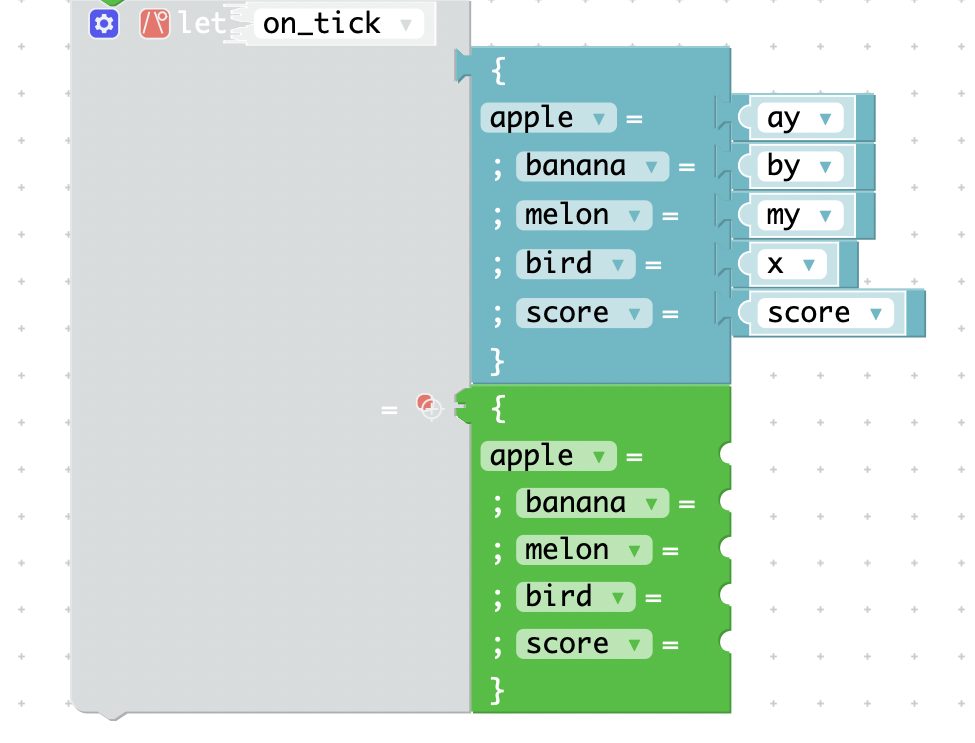 let on_tick ▼
{
apple ▼ = ay ▼
; banana ▼ = by ▼
; melon ▼ = my ▼
; bird ▼ = x ▼
; score ▼ = score ▼
}
= {
apple ▼ =
; banana ▼ =
; melon ▼ =
; bird ▼ =
; score ▼ =
}